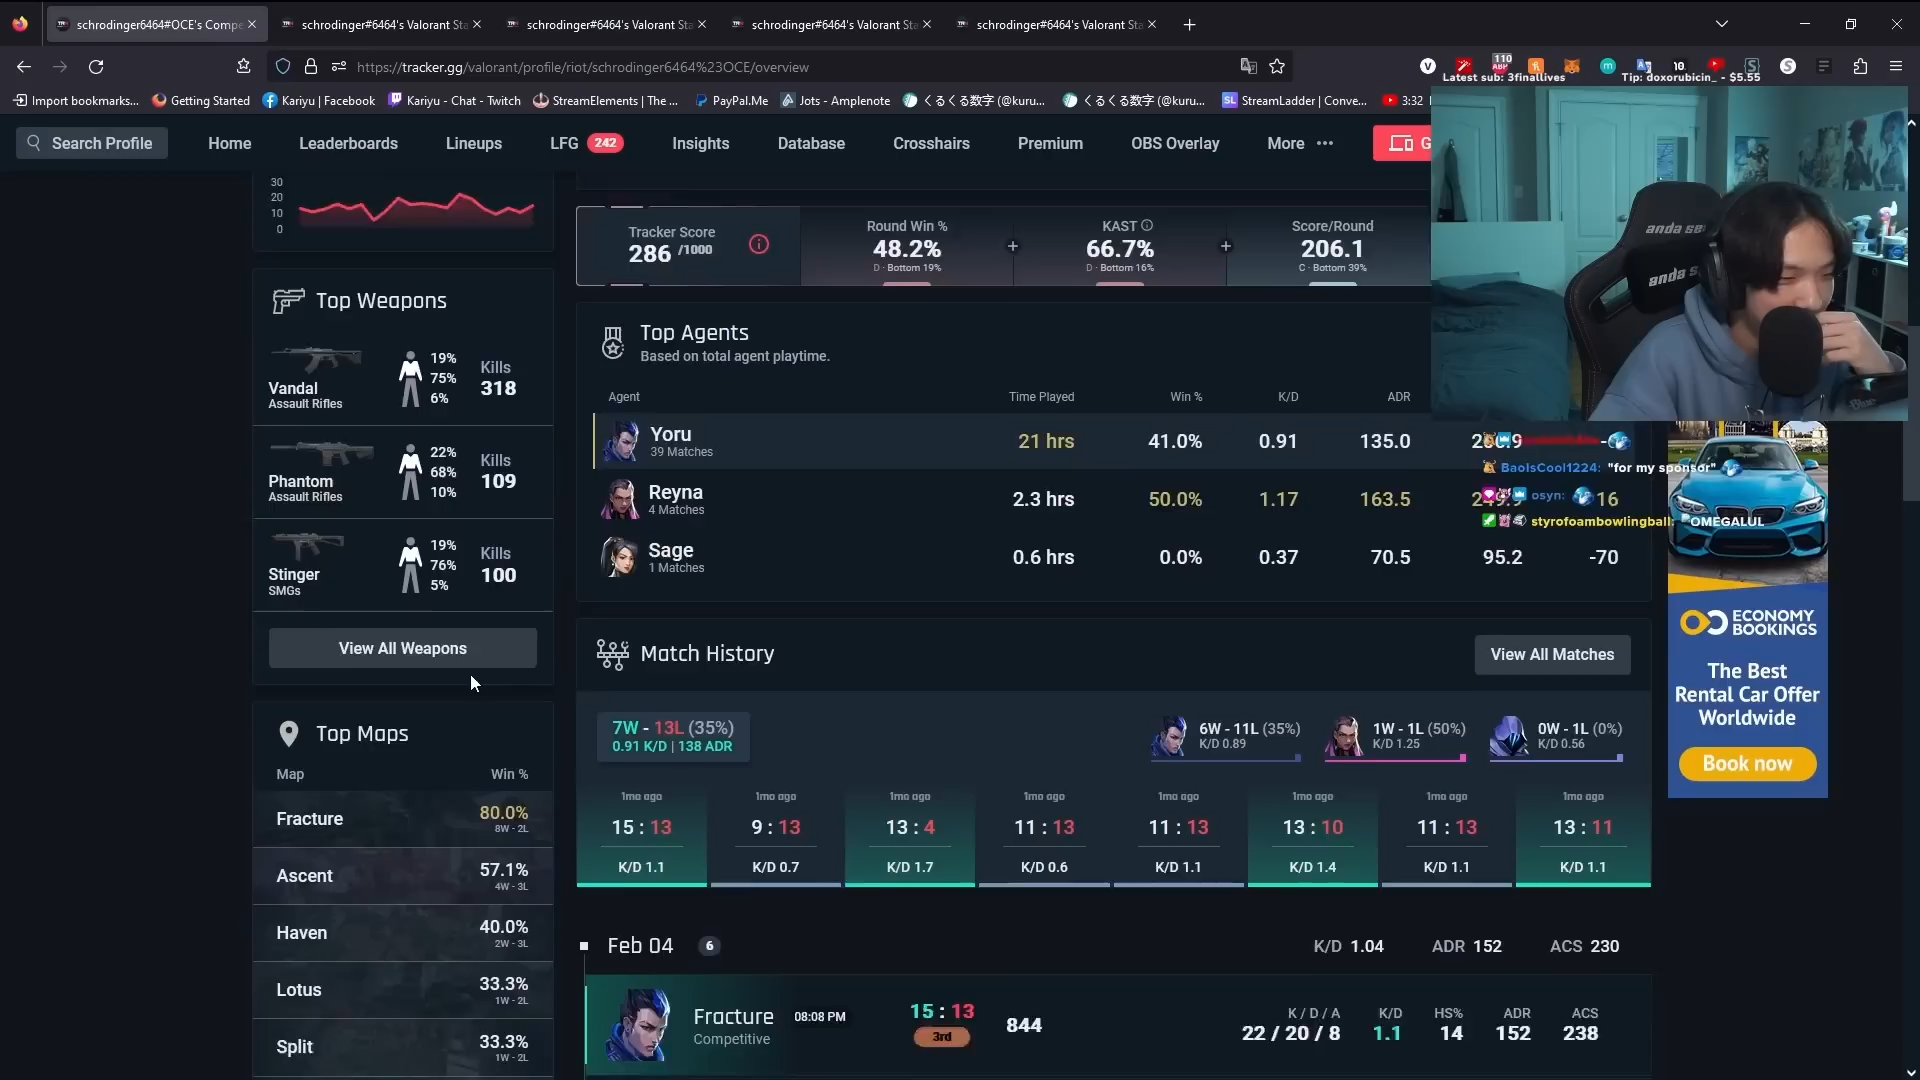 schrodinger6464#OCE's Compe
schrodinger#6464's Valorant Sta
schrodinger#6464's Valorant Sta
schrodinger#6464's Valorant Sta
schrodinger#6464's Valorant Sta
https://tracker.gg/valorant/profile/riot/schrodinger6464%23OCE/overview
110
Latest sub: 3finallives
Tip: doxorubicin_ - $5.55
Import bookmarks...
Getting Started
Kariyu | Facebook
Kariyu - Chat - Twitch
StreamElements | The ...
PayPal.Me
Jots - Amplenote
くるくる数字 (@kuru...
くるくる数字 (@kuru...
StreamLadder | Conve...
3:32
Search Profile
Home
Leaderboards
Lineups
LFG 242
Insights
Database
Crosshairs
Premium
OBS Overlay
More
G
30
20
10
0
Tracker Score
286 /1000
Round Win %
48.2%
D · Bottom 19%
KAST
66.7%
D · Bottom 16%
Score/Round
206.1
C · Bottom 39%
anda se
anda s
Top Weapons
Vandal
Assault Rifles
19%
75%
6%
Kills
318
Phantom
Assault Rifles
22%
68%
10%
Kills
109
Stinger
SMGs
19%
76%
5%
Kills
100
View All Weapons
Top Agents
Based on total agent playtime.
Agent Time Played Win % K/D ADR
Yoru
39 Matches
21 hrs 41.0% 0.91 135.0
Reyna
4 Matches
2.3 hrs 50.0% 1.17 163.5
16
Sage
1 Matches
0.6 hrs 0.0% 0.37 70.5 95.2 -70
BaoIsCool1224: "for my sponsor"
osyn:
styrofoambowlingball: OMEGALUL
Match History
View All Matches
7W - 13L (35%)
0.91 K/D | 138 ADR
6W - 11L (35%)
K/D 0.89
1W - 1L (50%)
K/D 1.25
0W - 1L (0%)
K/D 0.56
1mo ago
15 : 13
K/D 1.1
1mo ago
9 : 13
K/D 0.7
1mo ago
13 : 4
K/D 1.7
1mo ago
11 : 13
K/D 0.6
1mo ago
11 : 13
K/D 1.1
1mo ago
13 : 10
K/D 1.4
1mo ago
11 : 13
K/D 1.1
1mo ago
13 : 11
K/D 1.1
Top Maps
Map Win %
Fracture 80.0%
8W - 2L
Ascent 57.1%
4W - 3L
Haven 40.0%
2W - 3L
Lotus 33.3%
1W - 2L
Split 33.3%
1W - 2L
Feb 04 6
K/D 1.04 ADR 152 ACS 230
Fracture
Competitive
08:08 PM
15 : 13
3rd
844
K / D / A
22 / 20 / 8
K/D
1.1
HS%
14
ADR
152
ACS
238
ECONOMY
BOOKINGS
The Best
Rental Car Offer
Worldwide
Book now